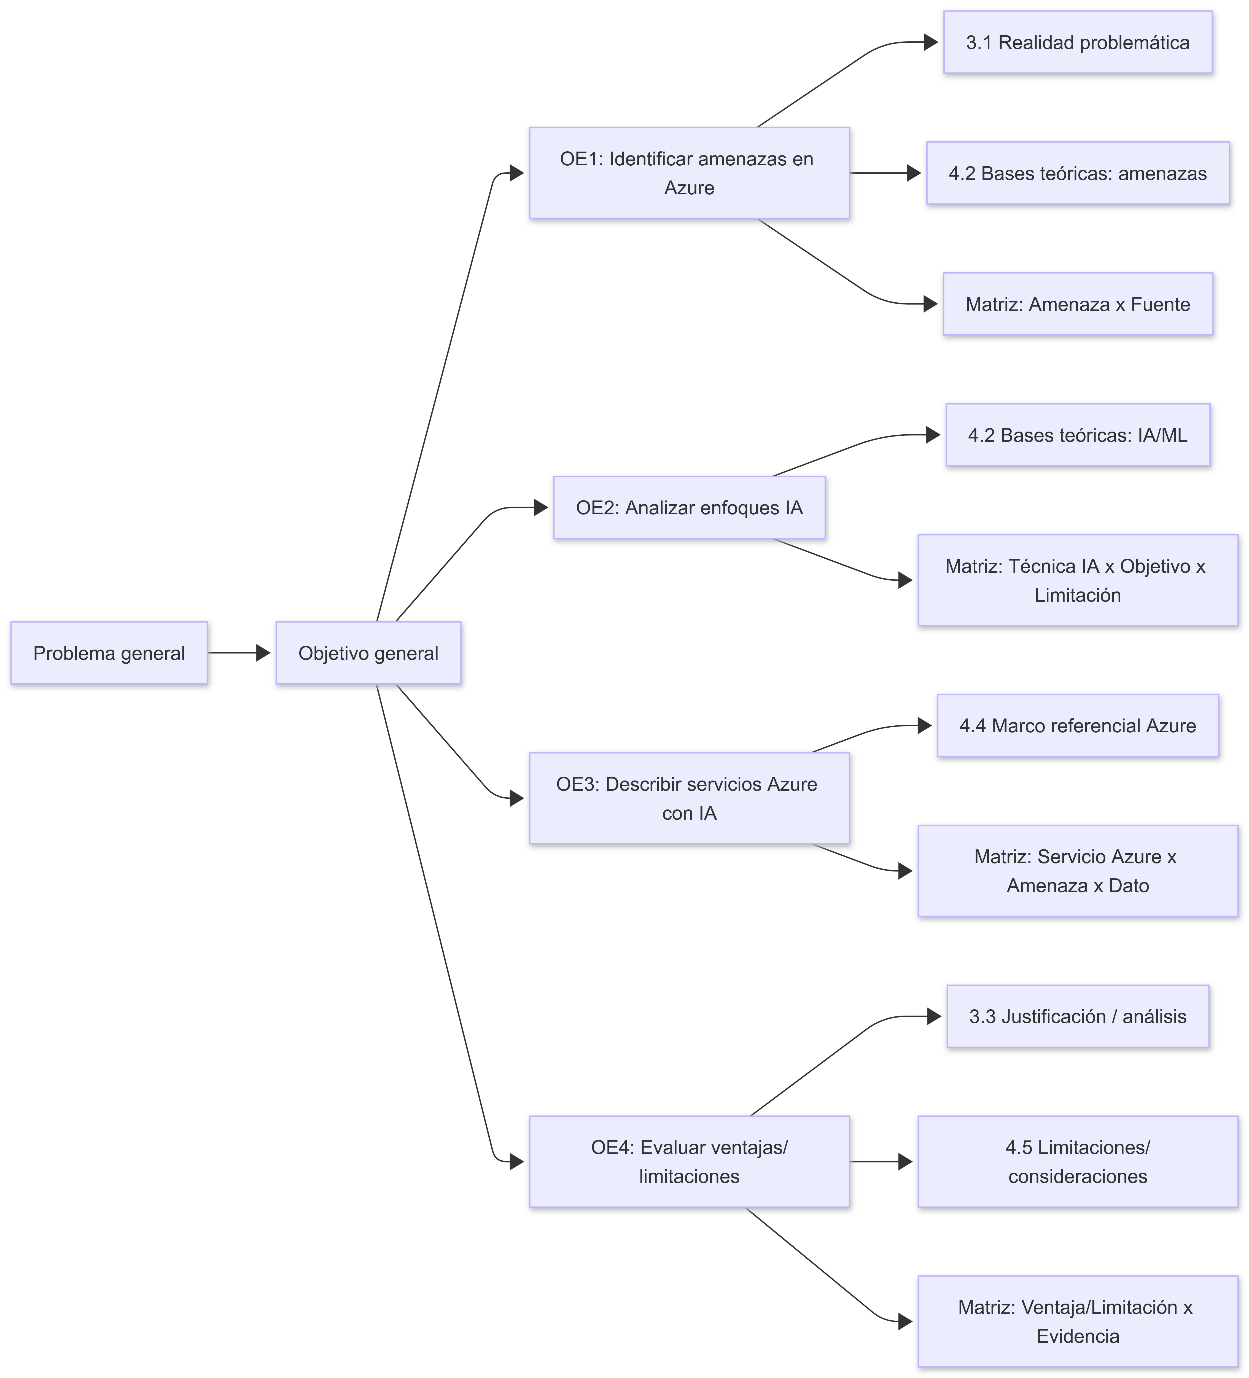 Problema general
Objetivo general
OE1: Identificar amenazas en
Azure
3.1 Realidad problemática
4.2 Bases teóricas: amenazas
Matriz: Amenaza x Fuente
OE2: Analizar enfoques IA
4.2 Bases teóricas: IA/ML
Matriz: Técnica IA x Objetivo x
Limitación
OE3: Describir servicios Azure
con IA
4.4 Marco referencial Azure
Matriz: Servicio Azure x
Amenaza x Dato
OE4: Evaluar ventajas/
limitaciones
3.3 Justificación / análisis
4.5 Limitaciones/
consideraciones
Matriz: Ventaja/Limitación x
Evidencia